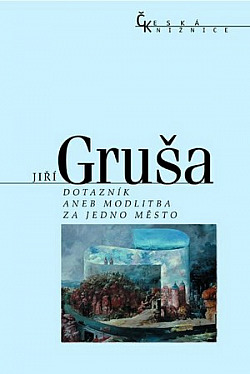 ČESKÁ
KNIŽNICE
JIŘÍ Gruša
DOTAZNÍK
ANEB MODLITBA
ZA JEDNO MĚSTO